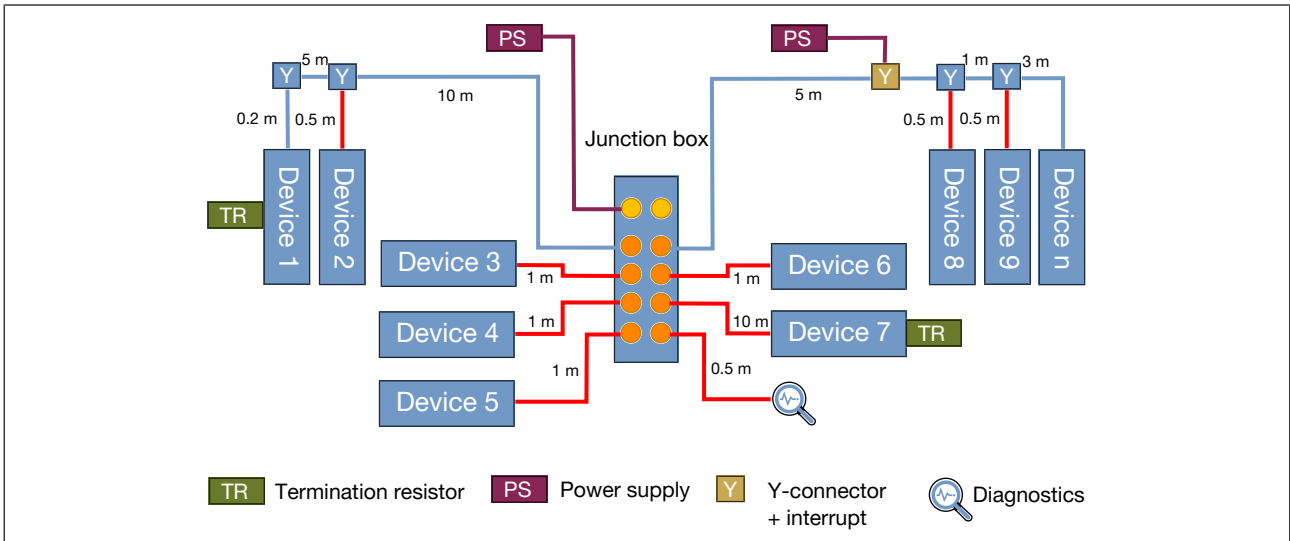 PS
PS
5 m
1 m
3 m
Y
Y
Y
Y
Y
10 m
5 m
0.2 m
0.5 m
0.5 m
0.5 m
Junction box
Device 1
Device 2
Device 8
Device 9
Device n
TR
Device 3
Device 6
1 m
1 m
Device 4
1 m
10 m
Device 7
TR
1 m
0.5 m
Device 5
TR
Termination resistor
PS
Power supply
Y
Y-connector
+ interrupt
Diagnostics